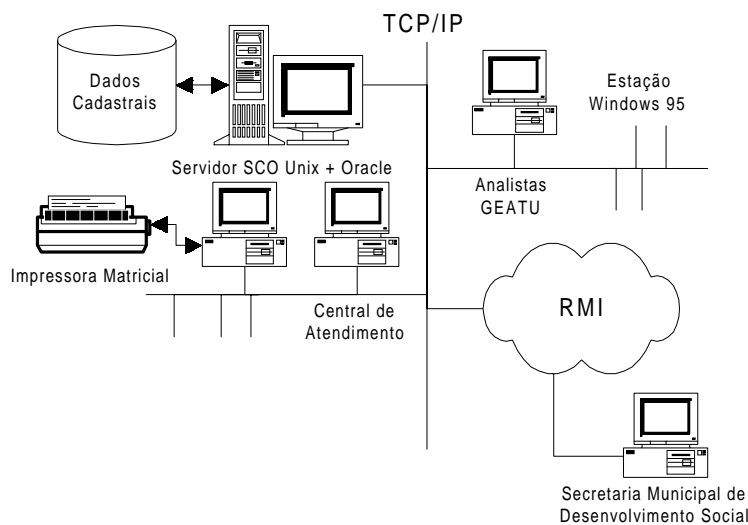 TCP/IP
Dados
Cadastrais
Estação
Windows 95
Servidor SCO Unix + Oracle
Analistas
GEATU
Impressora Matricial
Central de
Atendimento
RMI
Secretaria Municipal de
Desenvolvimento Social